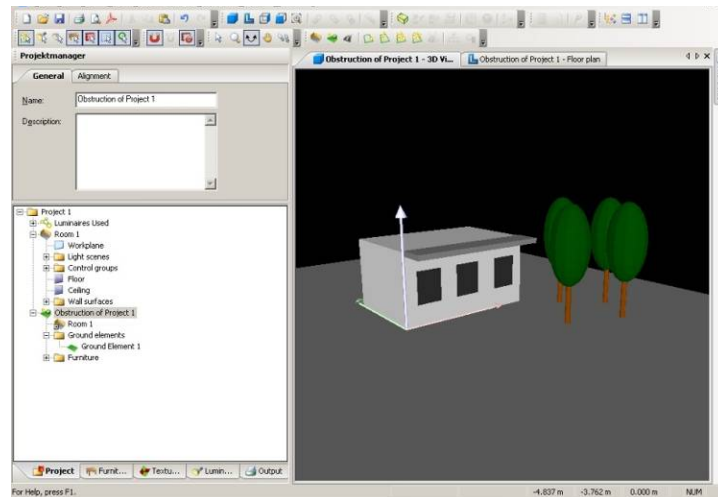 Projektmanager
General Alignment
Name: Obstruction of Project 1
Description:
Obstruction of Project 1 - 3D Vi... Obstruction of Project 1 - Floor plan
Project 1
Luminaires Used
Room 1
Workplane
Light scenes
Control groups
Floor
Ceiling
Wall surfaces
Obstruction of Project 1
Room 1
Ground elements
Ground Element 1
Furniture
Project Furnit... Textu... Lumin... Output
For Help, press F1. -4.837 m -3.762 m 0.000 m NUM